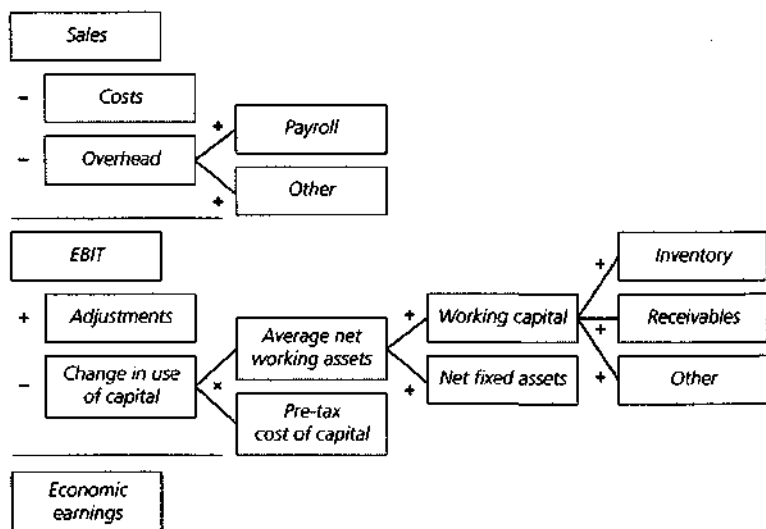 Sales
- Costs
+ Payroll
- Overhead
+ Other
EBIT
+ Inventory
+ Adjustments
Average net
working assets
+ Working capital
+ Receivables
- Change in use
of capital
×
Pre-tax
cost of capital
+ Net fixed assets
+ Other
Economic
earnings